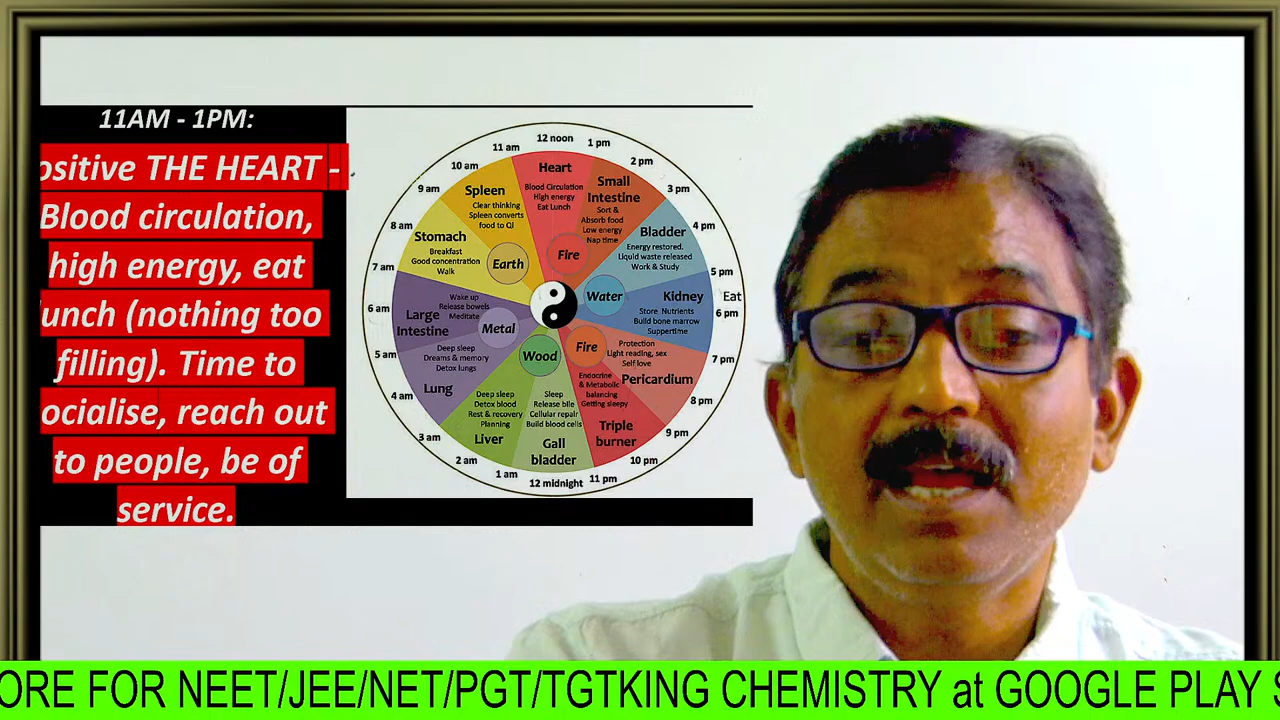 11AM - 1PM:
ositive THE HEART -
Blood circulation,
high energy, eat
unch (nothing too
filling). Time to
ocialise, reach out
to people, be of
service.
12 noon
1 pm
2 pm
3 pm
4 pm
5 pm
Eat
6 pm
7 pm
8 pm
9 pm
10 pm
11 pm
12 midnight
1 am
2 am
3 am
4 am
5 am
6 am
7 am
8 am
9 am
10 am
11 am
Heart
Blood Circulation
High energy
Eat Lunch
Small
Intestine
Sort &
Absorb food
Low energy
Nap time
Bladder
Energy restored.
Liquid waste released
Work & Study
Kidney
Store Nutrients
Build bone marrow
Suppertime
Protection
Light reading, sex
Self love
Pericardium
Endocrine
& Metabolic
balancing
Getting sleepy
Triple
burner
Sleep
Release bile
Cellular repair
Build blood cells
Gall
bladder
Deep sleep
Detox blood
Rest & recovery
Planning
Liver
Deep sleep
Dreams & memory
Detox lungs
Lung
Wake up
Release bowels
Meditate
Large
Intestine
Stomach
Breakfast
Good concentration
Walk
Spleen
Clear thinking
Spleen converts
food to QI
Fire
Water
Fire
Wood
Metal
Earth
ORE FOR NEET/JEE/NET/PGT/TGTKING CHEMISTRY at GOOGLE PLAY S